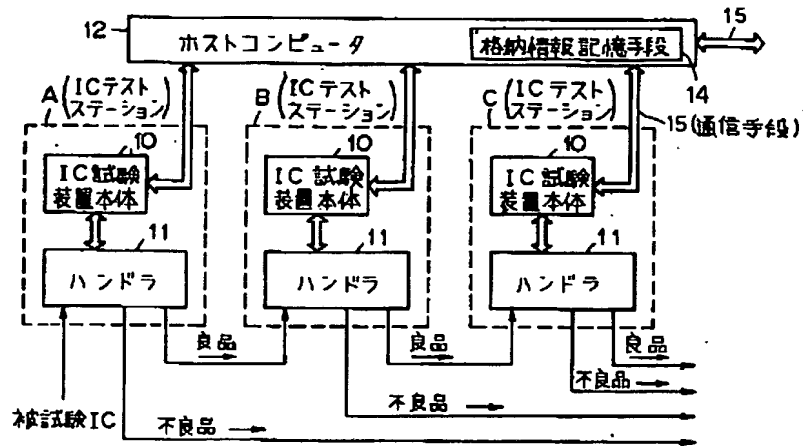 12
ホストコンピュータ
格納情報記憶手段
15
14
A (ICテスト
ステーション)
B (ICテスト
ステーション)
C (ICテスト
ステーション)
15(通信手段)
10
IC試験
装置本体
10
IC試験
装置本体
10
IC試験
装置本体
11
ハンドラ
11
ハンドラ
11
ハンドラ
良品
良品
良品
不良品
不良品
被試験IC
不良品